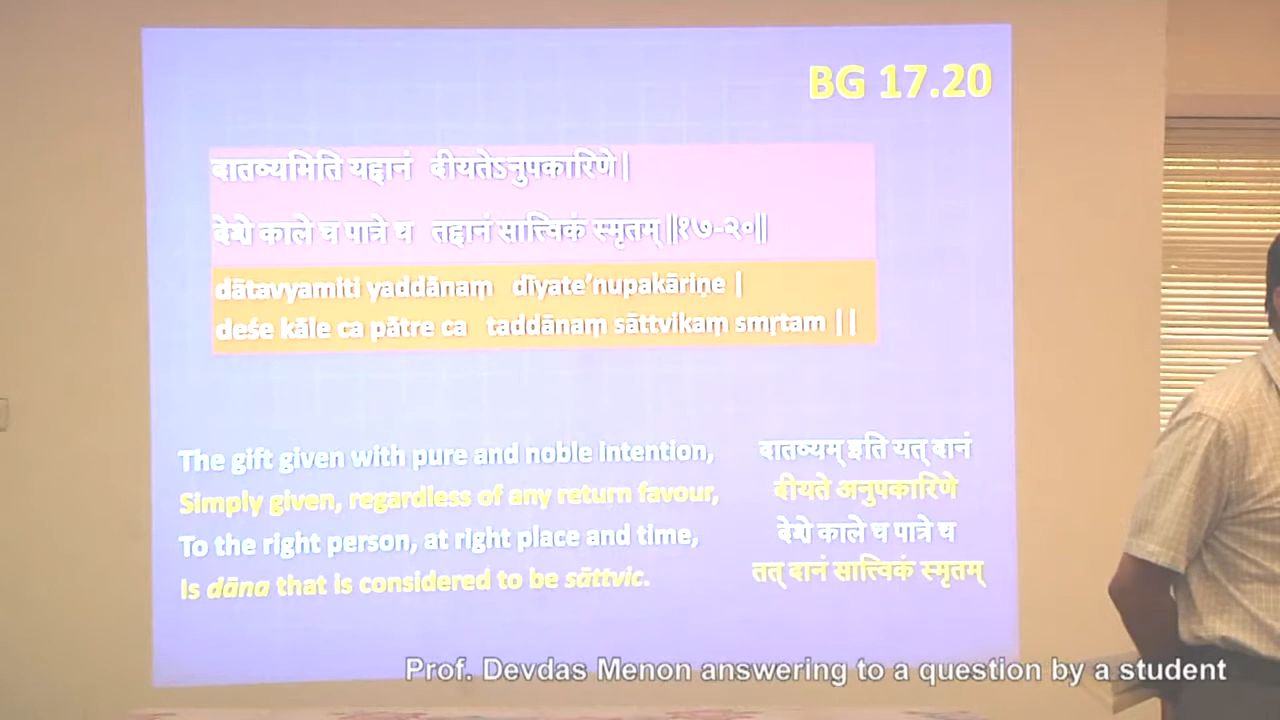 BG 17.20
दातव्यमिति यद्दानं दीयतेऽनुपकारिणे |
देशे काले च पात्रे च तद्दानं सात्त्विकं स्मृतम् ||१७-२०||
dātavyamiti yaddānaṃ dīyate’nupakāriṇe |
deśe kāle ca pātre ca taddānaṃ sāttvikaṃ smṛtam ||
The gift given with pure and noble intention,
Simply given, regardless of any return favour,
To the right person, at right place and time,
Is dāna that is considered to be sāttvic.
दातव्यम् इति यत् दानं
दीयते अनुपकारिणे
देशे काले च पात्रे च
तत् दानं सात्त्विकं स्मृतम्
Prof. Devdas Menon answering to a question by a student